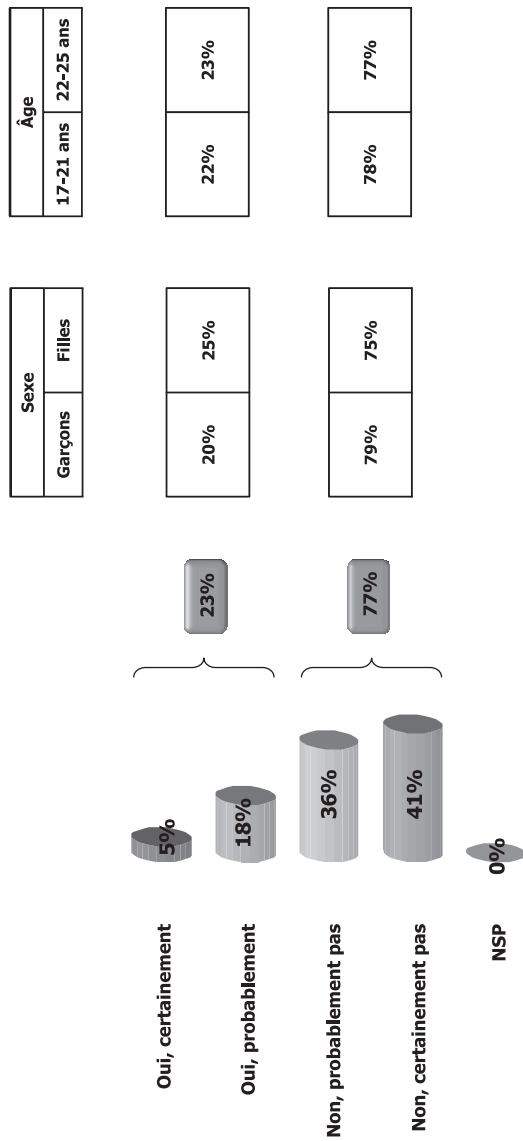 Sexe
Garçons Filles
Âge
17-21 ans 22-25 ans
Oui, certainement 5%
Oui, probablement 18%
23%
20% 25%
22% 23%
Non, probablement pas 36%
Non, certainement pas 41%
77%
79% 75%
78% 77%
NSP 0%